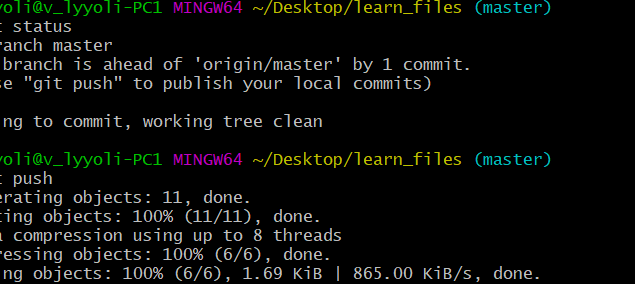 yoli@v_lyyoli-PC1 MINGW64 ~/Desktop/learn_files (master)
t status
ranch master
branch is ahead of 'origin/master' by 1 commit.
se "git push" to publish your local commits)
ing to commit, working tree clean
yoli@v_lyyoli-PC1 MINGW64 ~/Desktop/learn_files (master)
t push
erating objects: 11, done.
ting objects: 100% (11/11), done.
a compression using up to 8 threads
ressing objects: 100% (6/6), done.
ing objects: 100% (6/6), 1.69 KiB | 865.00 KiB/s, done.